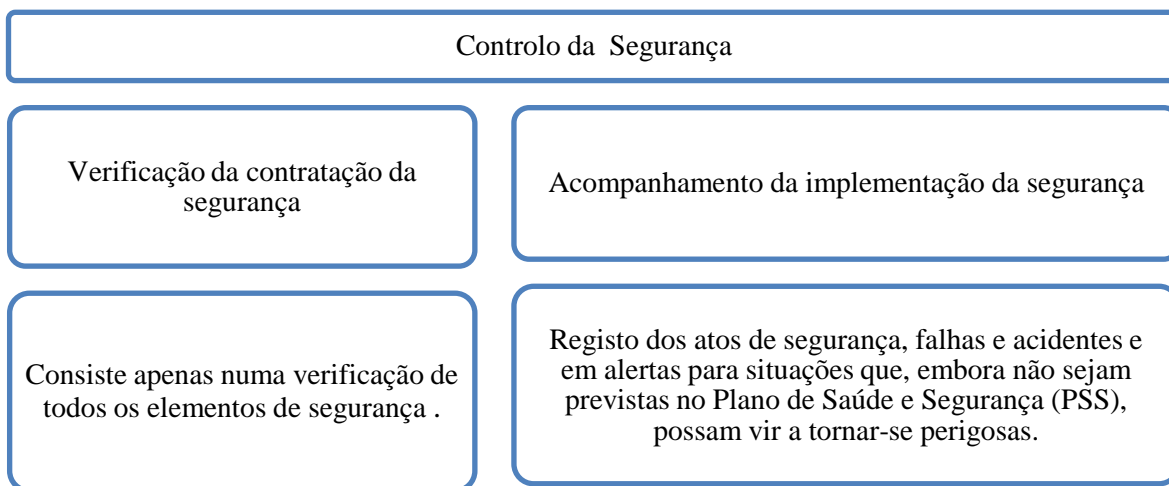 Controlo da  Segurança
Verificação da contratação da
segurança
Acompanhamento da implementação da segurança
Consiste apenas numa verificação de
todos os elementos de segurança .
Registo dos atos de segurança, falhas e acidentes e
em alertas para situações que, embora não sejam
previstas no Plano de Saúde e Segurança (PSS),
possam vir a tornar-se perigosas.